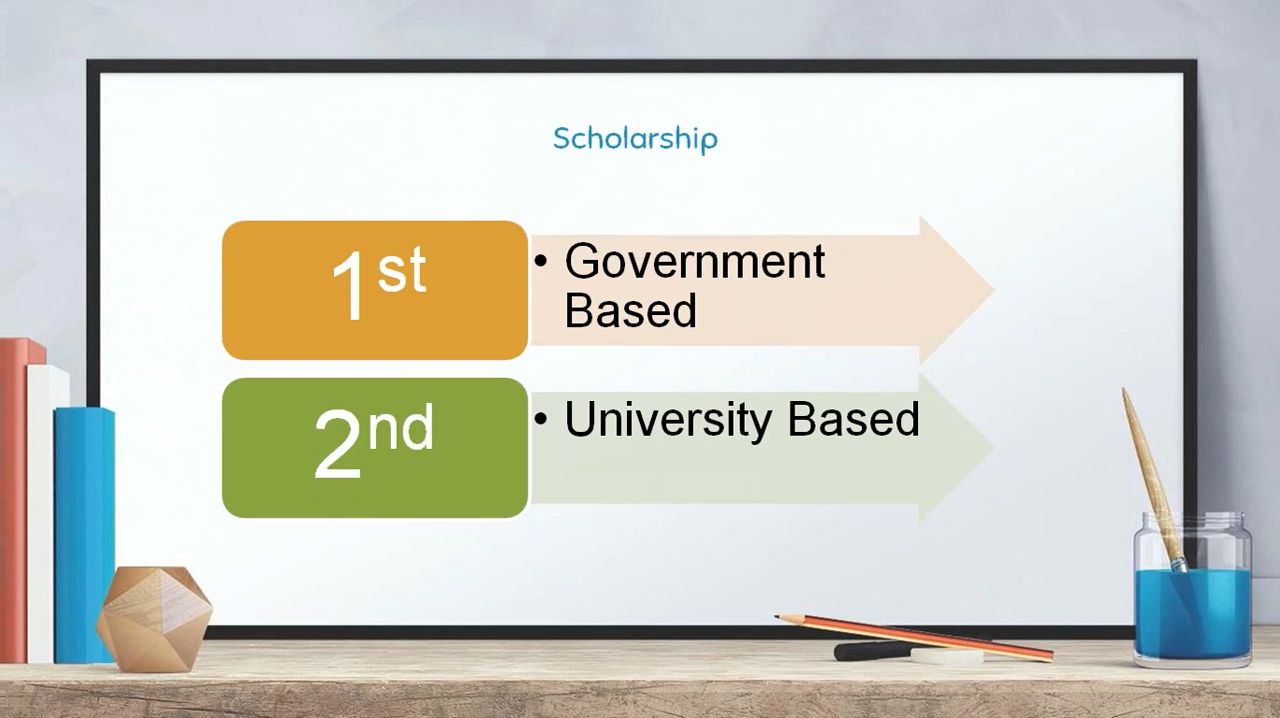 Scholarship
1st
• Government
Based
2nd
• University Based